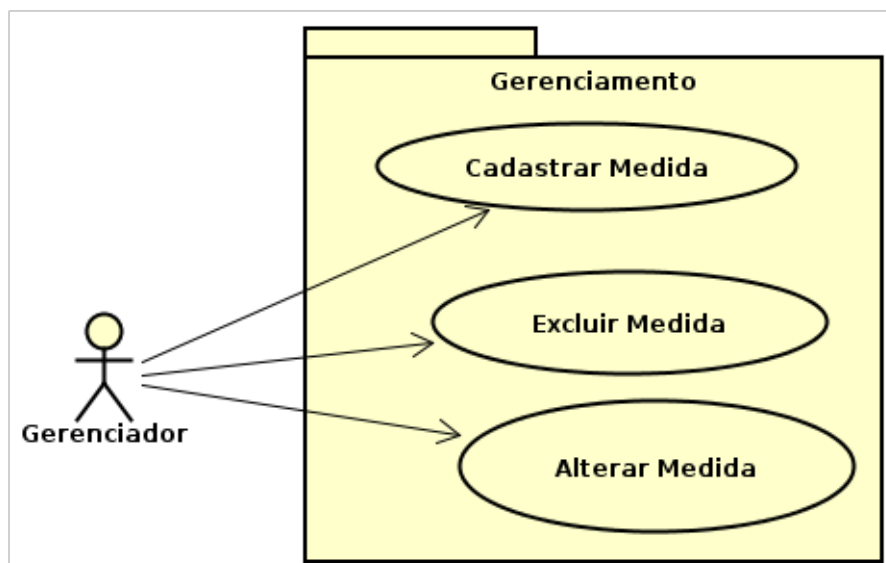 Gerenciamento
Cadastrar Medida
Excluir Medida
Gerenciador
Alterar Medida